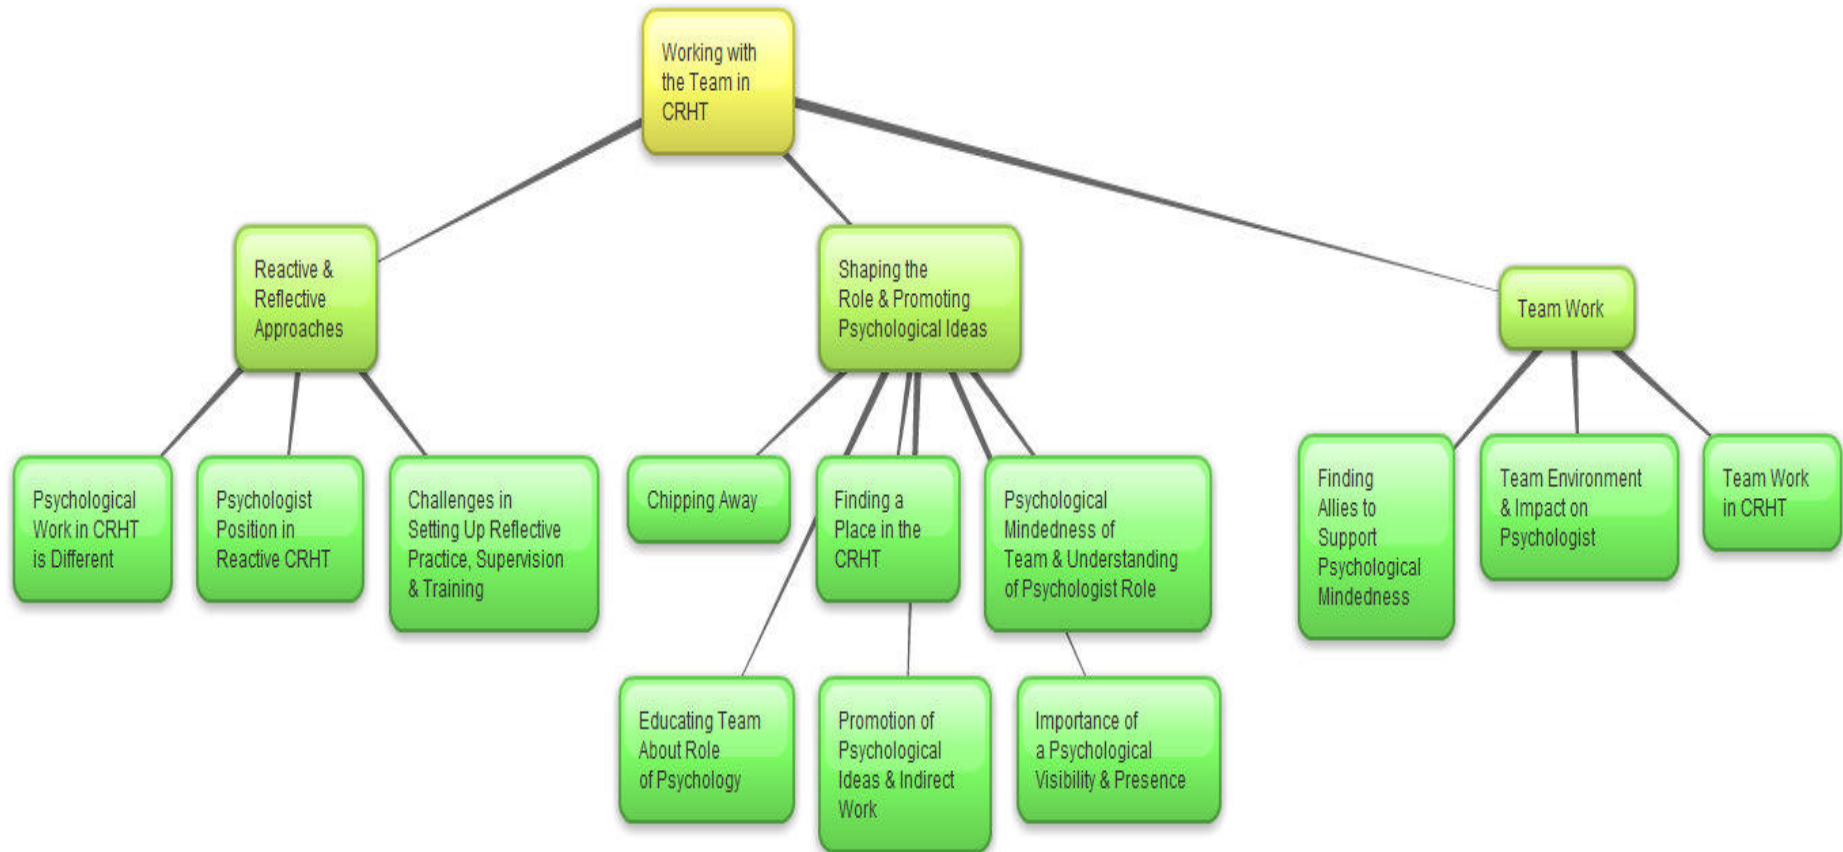 Working with
the Team in
CRHT
Reactive &
Reflective
Approaches
Shaping the
Role & Promoting
Psychological Ideas
Team Work
Psychological
Work in CRHT
is Different
Psychologist
Position in
Reactive CRHT
Challenges in
Setting Up Reflective
Practice, Supervision
& Training
Chipping Away
Finding a
Place in the
CRHT
Psychological
Mindedness of
Team & Understanding
of Psychologist Role
Finding
Allies to
Support
Psychological
Mindedness
Team Environment
& Impact on
Psychologist
Team Work
in CRHT
Educating Team
About Role
of Psychology
Promotion of
Psychological
Ideas & Indirect
Work
Importance of
a Psychological
Visibility & Presence